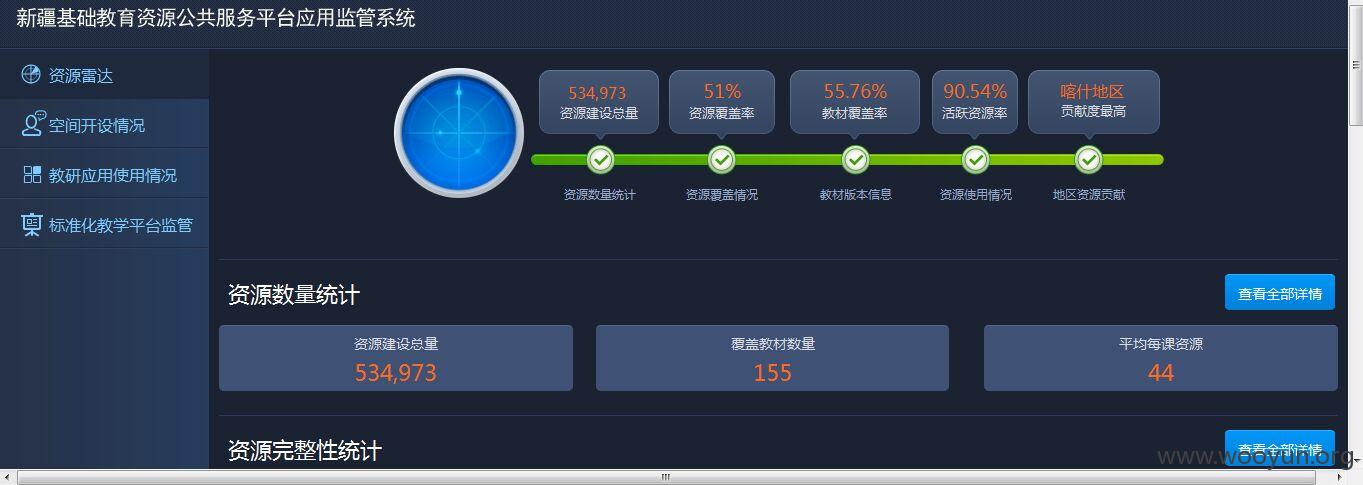 新疆基础教育资源公共服务平台应用监管系统
资源雷达
空间开设情况
教研应用使用情况
标准化教学平台监管
534,973
资源建设总量
51%
资源覆盖率
55.76%
教材覆盖率
90.54%
活跃资源率
喀什地区
贡献度最高
资源数量统计
资源覆盖情况
教材版本信息
资源使用情况
地区资源贡献
资源数量统计
查看全部详情
资源建设总量
534,973
覆盖教材数量
155
平均每课资源
44
资源完整性统计
查看全部详情
www.wooyun.org